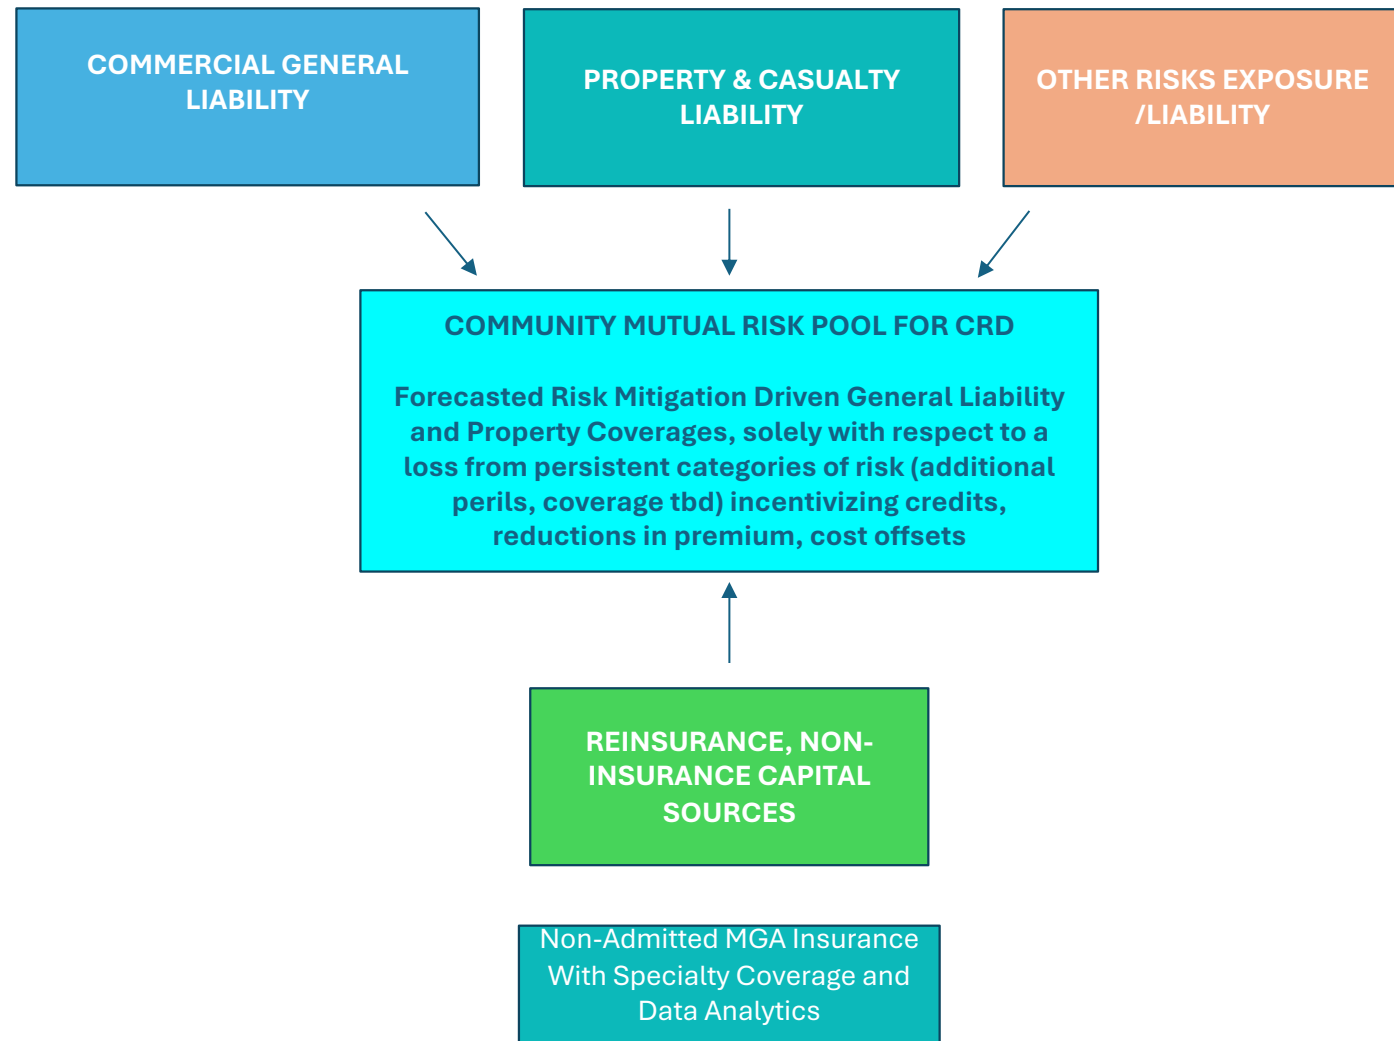 COMMERCIAL GENERAL
LIABILITY
PROPERTY & CASUALTY
LIABILITY
OTHER RISKS EXPOSURE
/LIABILITY
COMMUNITY MUTUAL RISK POOL FOR CRD
Forecasted Risk Mitigation Driven General Liability
and Property Coverages, solely with respect to a
loss from persistent categories of risk (additional
perils, coverage tbd) incentivizing credits,
reductions in premium, cost offsets
REINSURANCE, NON-
INSURANCE CAPITAL
SOURCES
Non-Admitted MGA Insurance
With Specialty Coverage and
Data Analytics